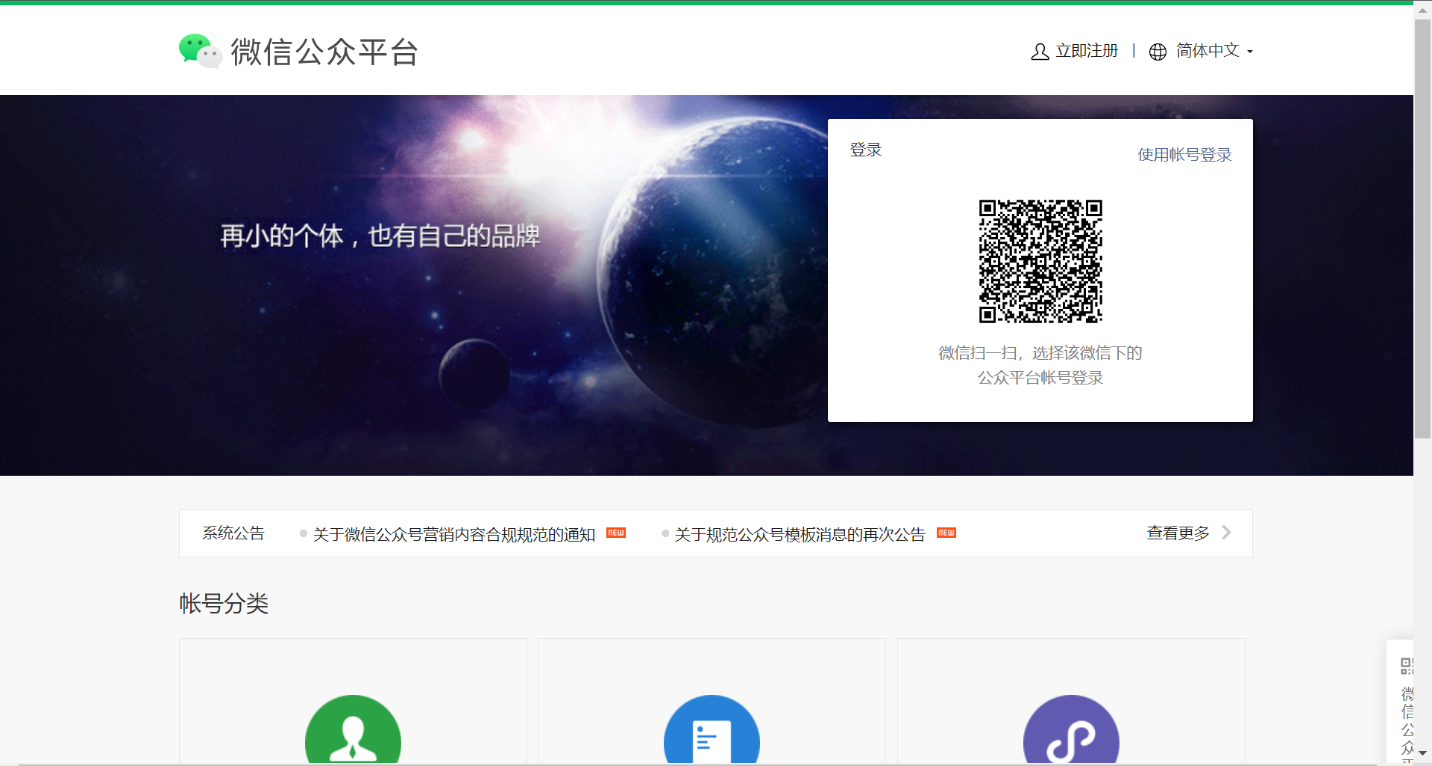 微信公众平台
立即注册 | 简体中文
登录
使用帐号登录
再小的个体，也有自己的品牌
微信扫一扫，选择该微信下的
公众平台帐号登录
系统公告
关于微信公众号营销内容合规规范的通知 NEW
关于规范公众号模板消息的再次公告 NEW
查看更多
帐号分类
微
信
公
众